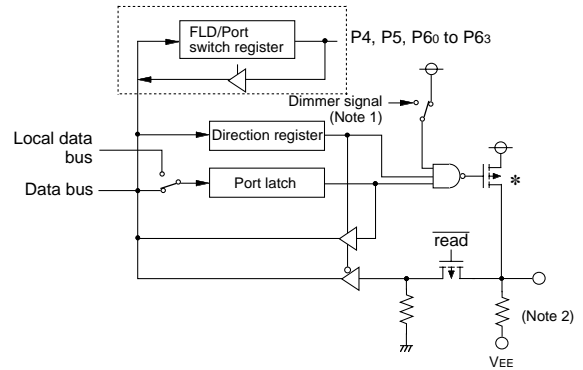 FLD/Port
switch register
P4, P5, P60 to P63
Dimmer signal
(Note 1)
Local data
bus
Direction register
Data bus
Port latch
*
read
(Note 2)
VEE